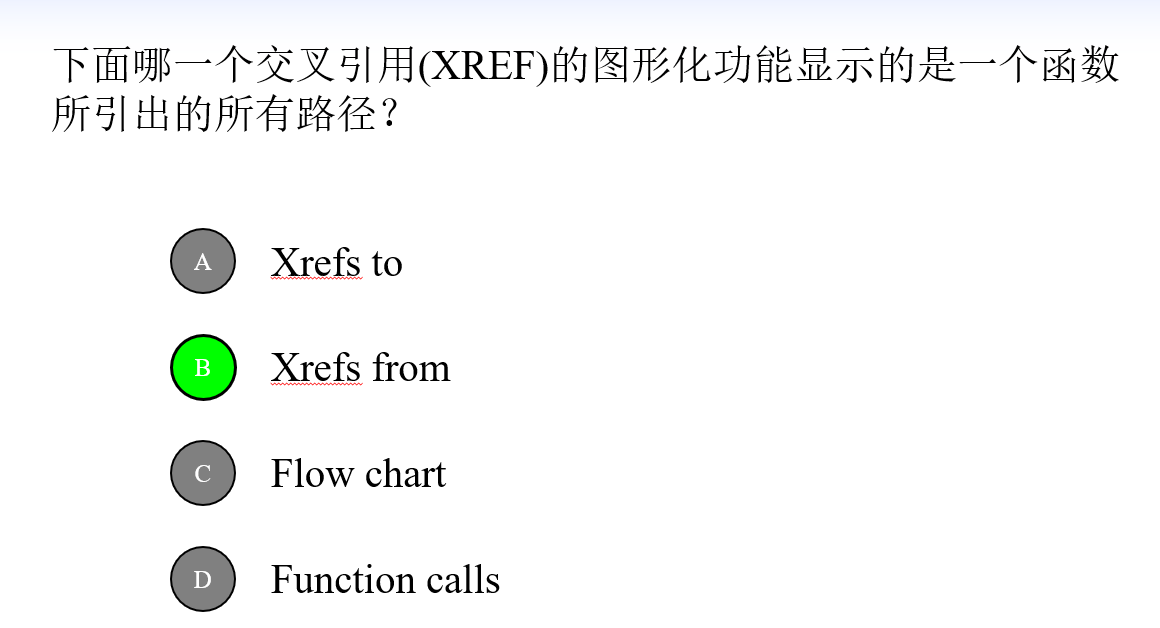 下面哪一个交叉引用(XREF)的图形化功能显示的是一个函数
所引出的所有路径？
A Xrefs to
B Xrefs from
C Flow chart
D Function calls